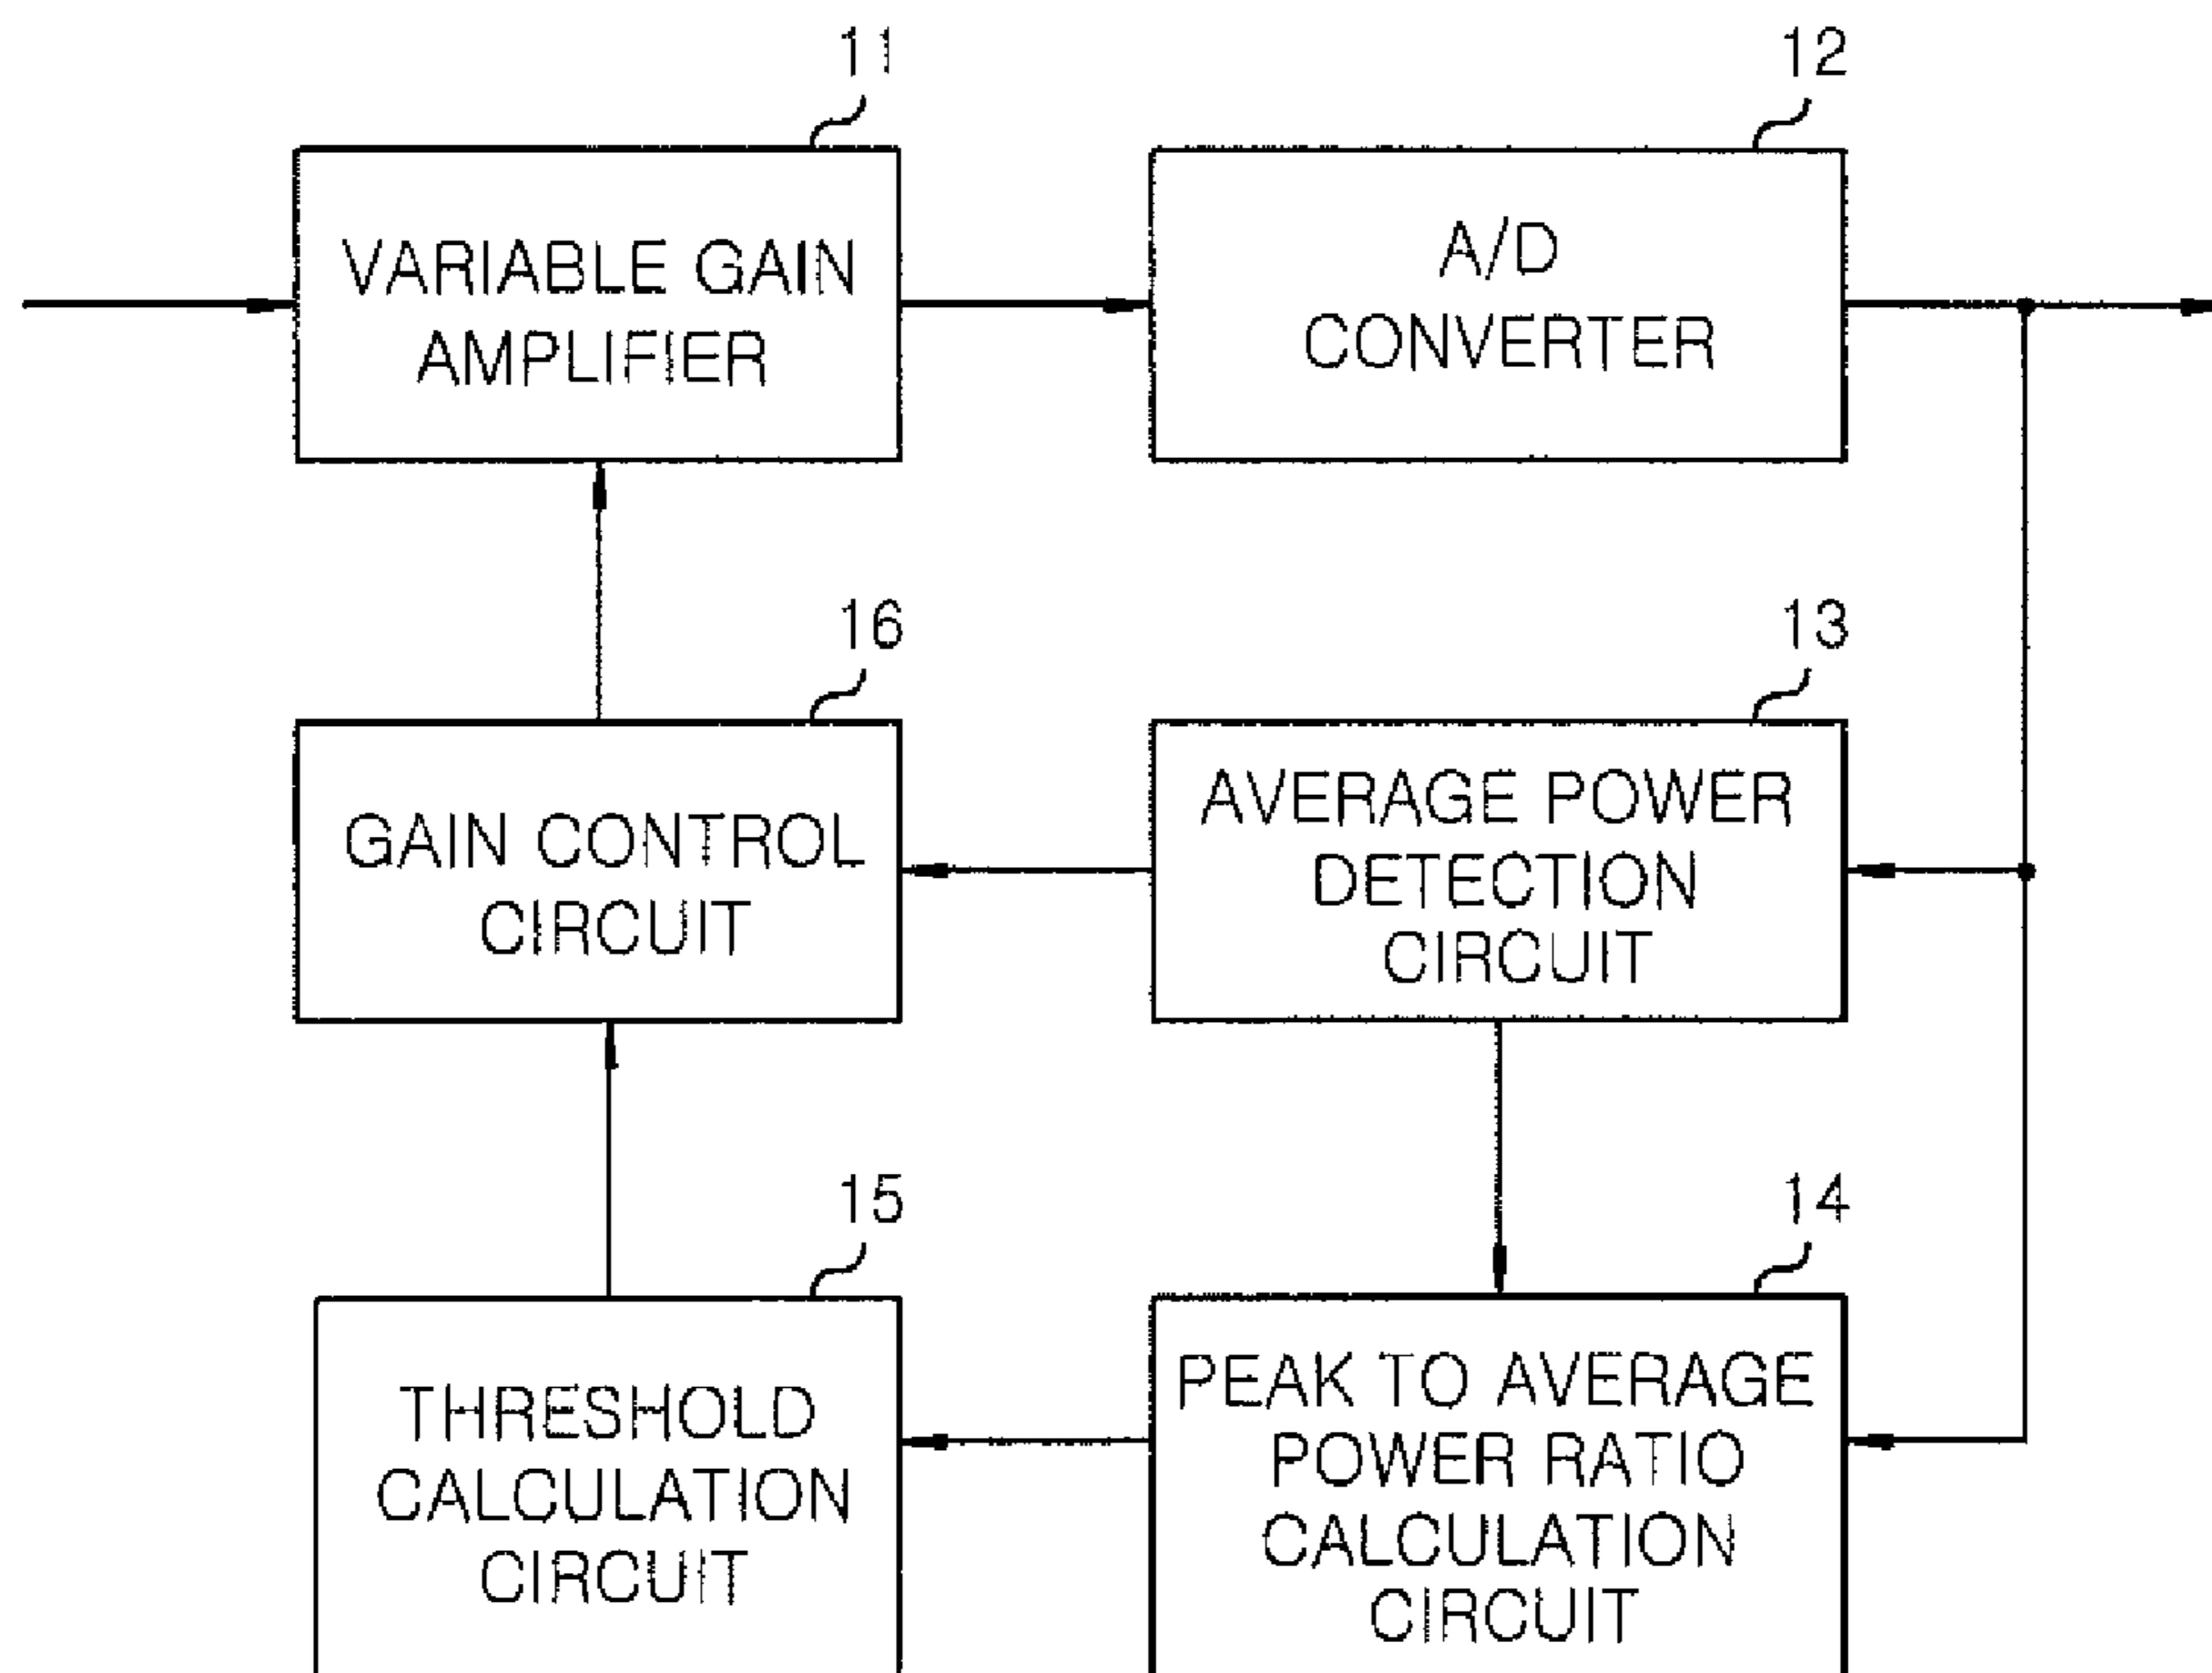 11
12
VARIABLE GAIN
AMPLIFIER
A/D
CONVERTER
16
13
GAIN CONTROL
CIRCUIT
AVERAGE POWER
DETECTION
CIRCUIT
15
14
THRESHOLD
CALCULATION
CIRCUIT
PEAK TO AVERAGE
POWER RATIO
CALCULATION
CIRCUIT